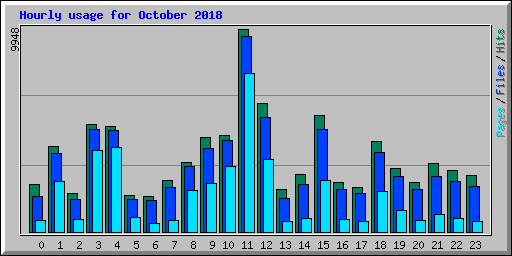 Hourly usage for October 2018
9948
Pages / Files / Hits
0 1 2 3 4 5 6 7 8 9 10 11 12 13 14 15 16 17 18 19 20 21 22 23